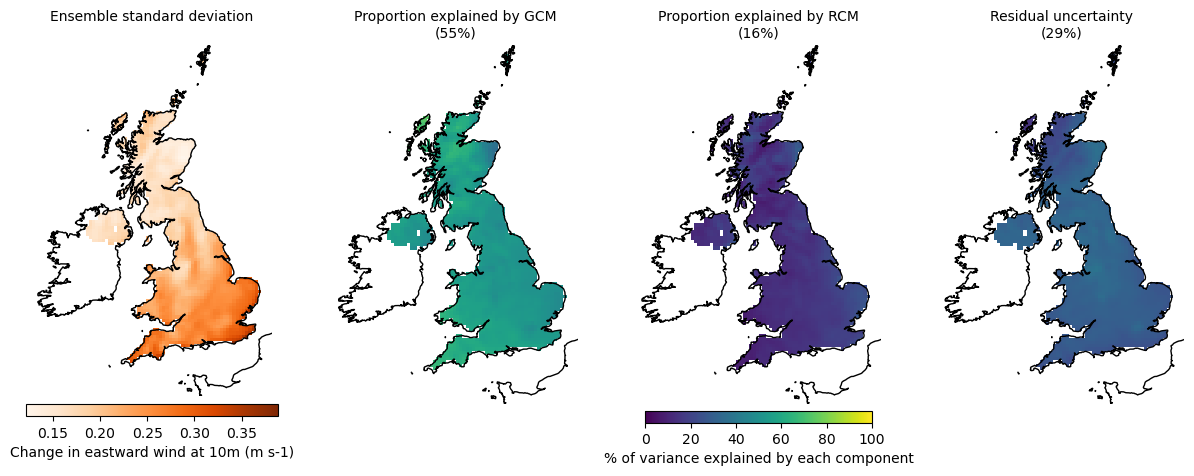 Ensemble standard deviation
Proportion explained by GCM
(55%)
Proportion explained by RCM
(16%)
Residual uncertainty
(29%)
0.15 0.20 0.25 0.30 0.35
Change in eastward wind at 10m (m s-1)
0 20 40 60 80 100
% of variance explained by each component